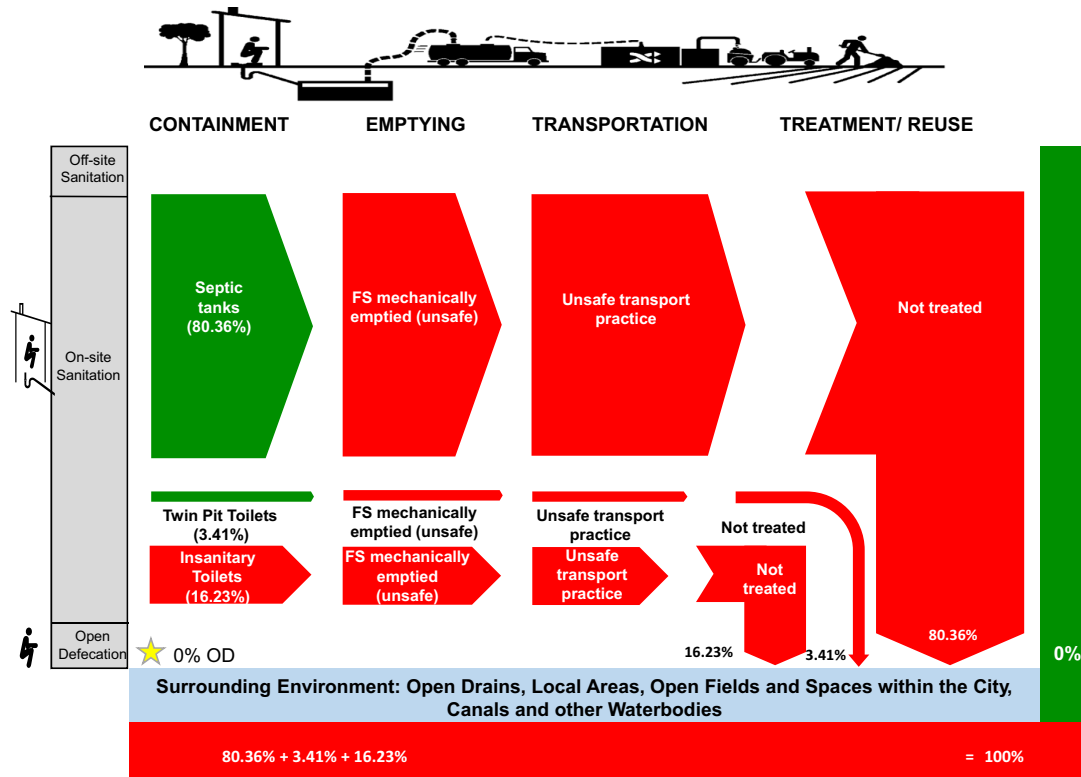 CONTAINMENT
EMPTYING
TRANSPORTATION
TREATMENT/ REUSE
Off-site
Sanitation
On-site
Sanitation
Open
Defecation
Septic
tanks
(80.36%)
FS mechanically
emptied (unsafe)
Unsafe transport
practice
Not treated
Twin Pit Toilets
(3.41%)
FS mechanically
emptied (unsafe)
Unsafe transport
practice
Not treated
Insanitary
Toilets
(16.23%)
FS mechanically
emptied
(unsafe)
Unsafe
transport
practice
Not
treated
0% OD
16.23%
3.41%
80.36%
0%
Surrounding Environment: Open Drains, Local Areas, Open Fields and Spaces within the City,
Canals and other Waterbodies
80.36% + 3.41% + 16.23%
= 100%